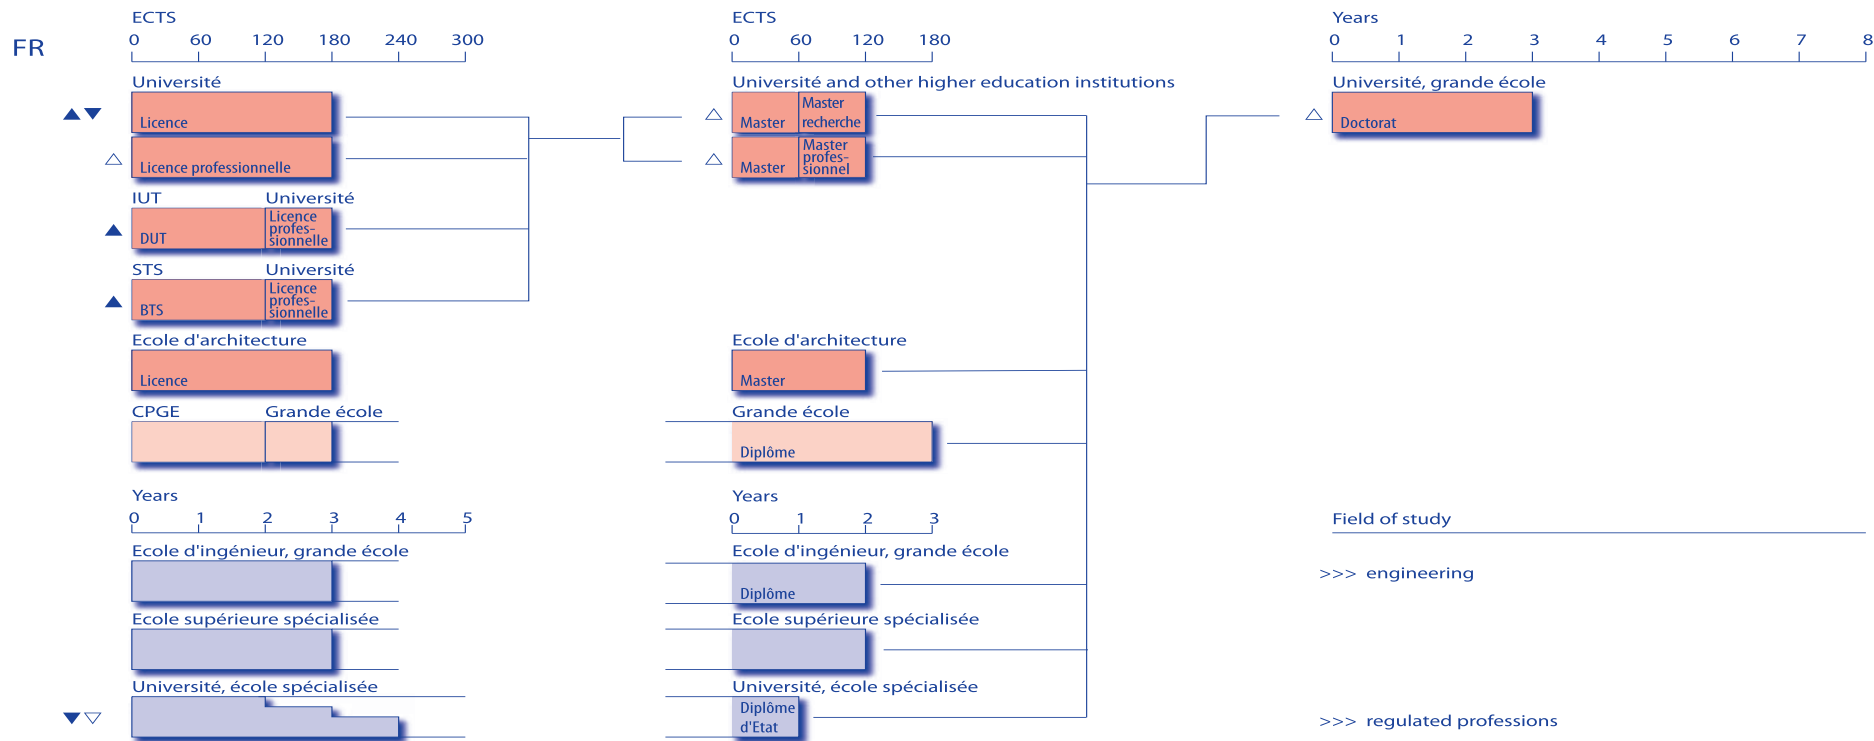 FR
ECTS
0 60 120 180 240 300
ECTS
0 60 120 180
Years
0 1 2 3 4 5 6 7 8
Université
Licence
Licence professionnelle
Université and other higher education institutions
Master
Master
recherche
Master
Master
profes-
sionnel
Université, grande école
Doctorat
IUT Université
DUT
Licence
profes-
sionnelle
STS Université
BTS
Licence
profes-
sionnelle
Ecole d'architecture
Licence
Ecole d'architecture
Master
CPGE Grande école
Grande école
Diplôme
Years
0 1 2 3 4 5
Years
0 1 2 3
Field of study
Ecole d'ingénieur, grande école
Ecole d'ingénieur, grande école
Diplôme
>>> engineering
Ecole supérieure spécialisée
Ecole supérieure spécialisée
Université, école spécialisée
Université, école spécialisée
Diplôme
d'Etat
>>> regulated professions